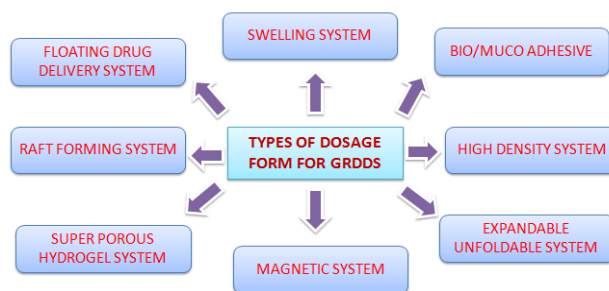 SWELLING SYSTEM
FLOATING DRUG
DELIVERY SYSTEM
BIO/MUCO ADHESIVE
RAFT FORMING SYSTEM
TYPES OF DOSAGE
FORM FOR GRDDS
HIGH DENSITY SYSTEM
SUPER POROUS
HYDROGEL SYSTEM
MAGNETIC SYSTEM
EXPANDABLE
UNFOLDABLE SYSTEM